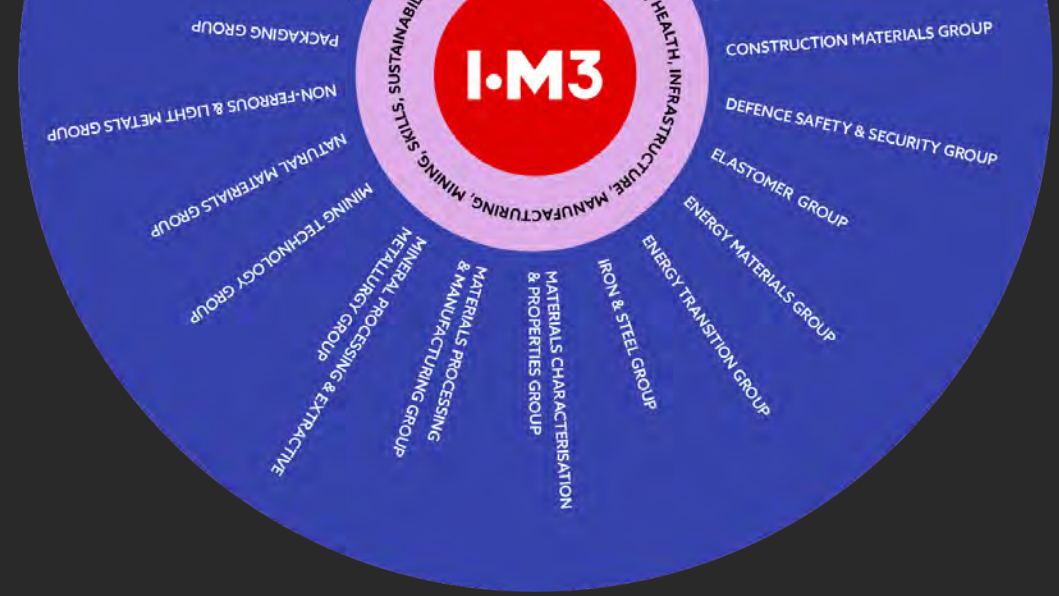 I·M3
SUSTAINABIL
HEALTH, INFRASTRUCTURE, MANUFACTURING, MINING, SKILLS,
CONSTRUCTION MATERIALS GROUP
DEFENCE SAFETY & SECURITY GROUP
ELASTOMER GROUP
ENERGY MATERIALS GROUP
ENERGY TRANSITION GROUP
IRON & STEEL GROUP
MATERIALS CHARACTERISATION
& PROPERTIES GROUP
MATERIALS PROCESSING
& MANUFACTURING GROUP
MINERAL PROCESSING & EXTRACTIVE
METALLURGY GROUP
MINING TECHNOLOGY GROUP
NATURAL MATERIALS GROUP
NON-FERROUS & LIGHT METALS GROUP
PACKAGING GROUP